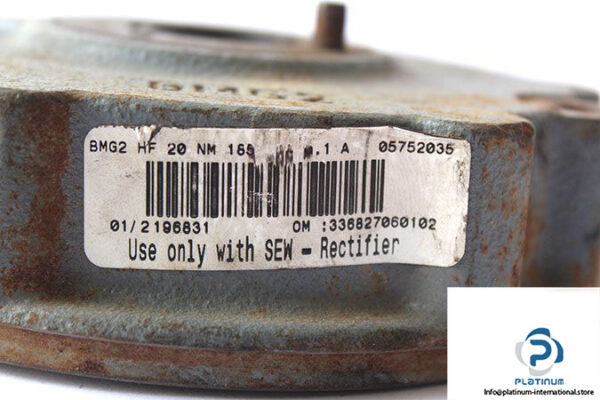 BMG2 HF 20 NM 165 .1 A 05752035
01/2196831 OM :336827060102
Use only with SEW - Rectifier
PLATINUM
Info@platinum-international.store